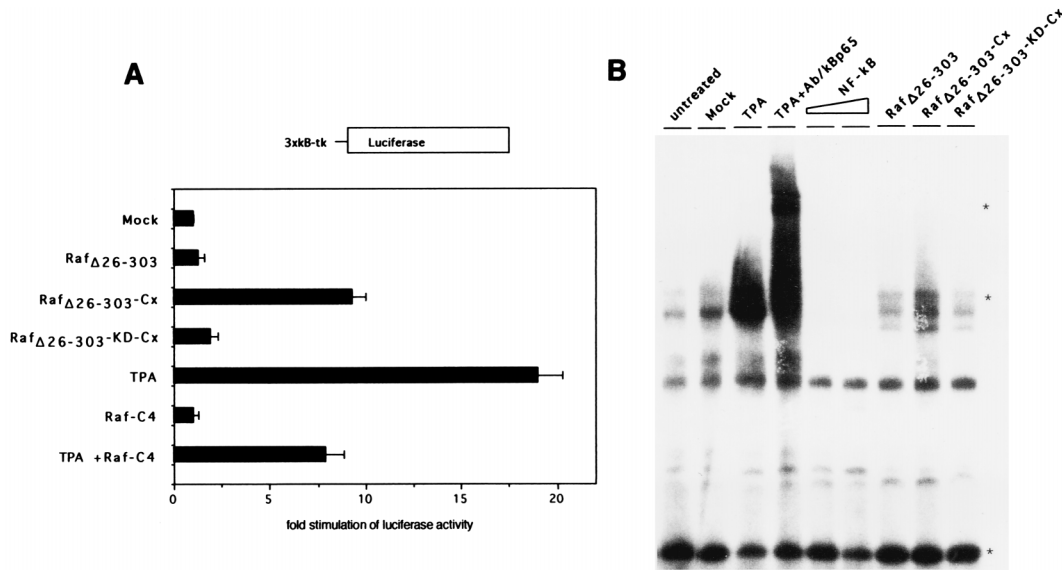 A
3xkB-tk Luciferase
Mock
RafΔ26-303
RafΔ26-303-Cx
RafΔ26-303-KD-Cx
TPA
Raf-C4
TPA +Raf-C4
0 5 10 15 20
fold stimulation of luciferase activity
B
untreated
Mock
TPA
TPA+Ab/kBp65
NF-kB
RafΔ26-303
RafΔ26-303-Cx
RafΔ26-303-KD-Cx
*
*
*